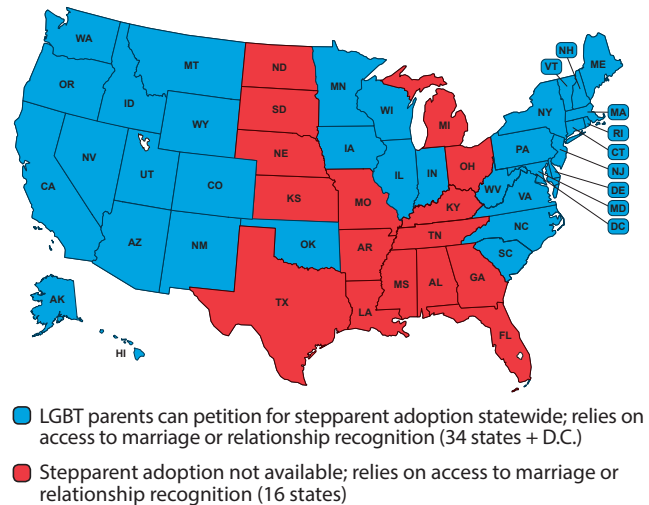 WA
MT
ND
MN
NH
VT
ME
OR
ID
SD
WI
NY
MA
WY
MI
RI
NV
NE
IA
PA
CT
UT
IL
IN
OH
NJ
CA
CO
WV
DE
KS
MO
VA
MD
KY
DC
AZ
NM
OK
TN
NC
AR
SC
AK
TX
MS
AL
GA
LA
FL
HI
LGBT parents can petition for stepparent adoption statewide; relies on
access to marriage or relationship recognition (34 states + D.C.)
Stepparent adoption not available; relies on access to marriage or
relationship recognition (16 states)